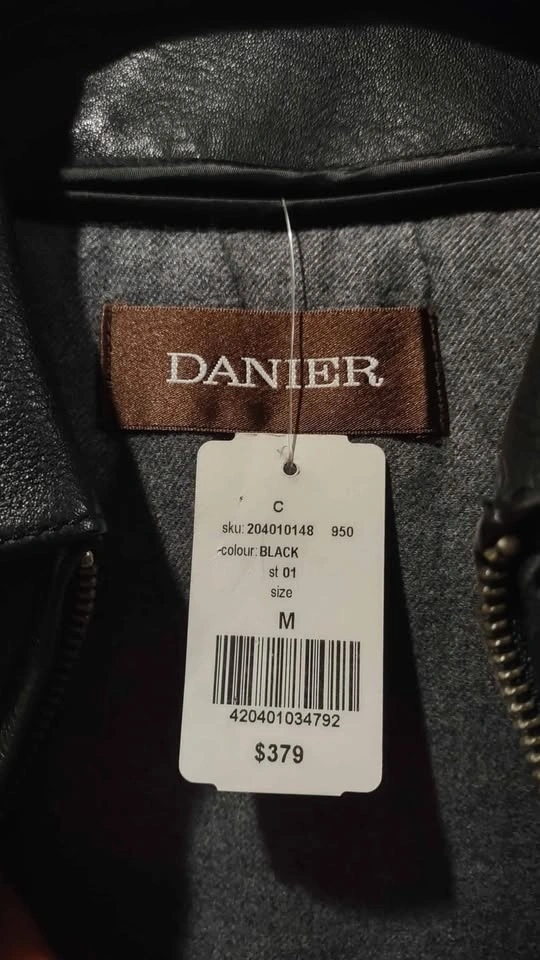 DANIER
C
sku: 204010148 950
colour: BLACK
st 01
size
M
420401034792
$379